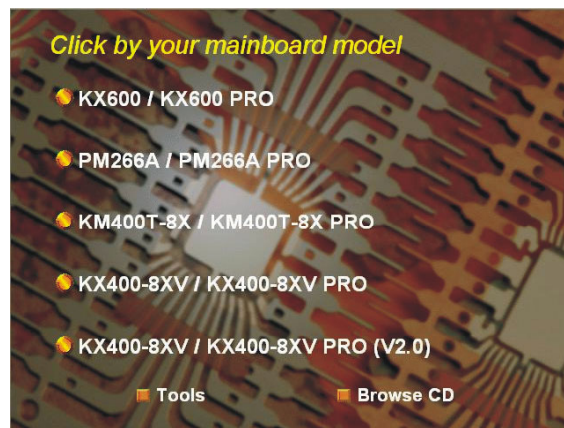 Click by your mainboard model
KX600 / KX600 PRO
PM266A / PM266A PRO
KM400T-8X / KM400T-8X PRO
KX400-8XV / KX400-8XV PRO
KX400-8XV / KX400-8XV PRO (V2.0)
Tools Browse CD